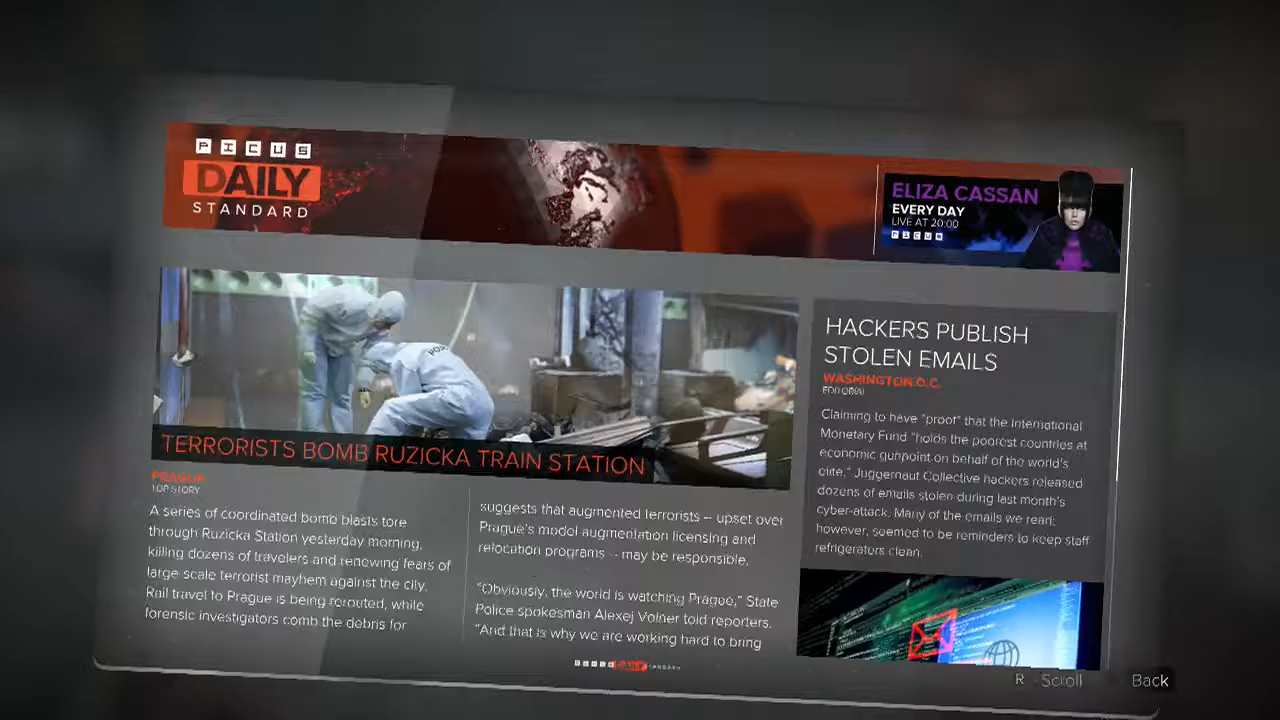 PICUS
DAILY
STANDARD
ELIZA CASSAN
EVERY DAY
LIVE AT 20:00
PICUS
POLICE
TERRORISTS BOMB RUZICKA TRAIN STATION
PRAGUE
TOP STORY
A series of coordinated bomb blasts tore
through Ruzicka Station yesterday morning,
killing dozens of travelers and renewing fears of
large scale terrorist mayhem against the city.
Rail travel to Prague is being rerouted, while
forensic investigators comb the debris for
suggests that augmented terrorists -- upset over
Prague's model augmentation licensing and
relocation programs -- may be responsible.
"Obviously, the world is watching Prague," State
Police spokesman Alexej Volner told reporters.
"And that is why we are working hard to bring
HACKERS PUBLISH
STOLEN EMAILS
WASHINGTON D.C.
EDITORIAL
Claiming to have "proof" that the International
Monetary Fund "holds the poorest countries at
economic gunpoint on behalf of the world's
elite," Juggernaut Collective hackers released
dozens of emails stolen during last month's
cyber-attack. Many of the emails we read,
however, seemed to be reminders to keep staff
refrigerators clean.
PICUS DAILY STANDARD
R Scroll
Back